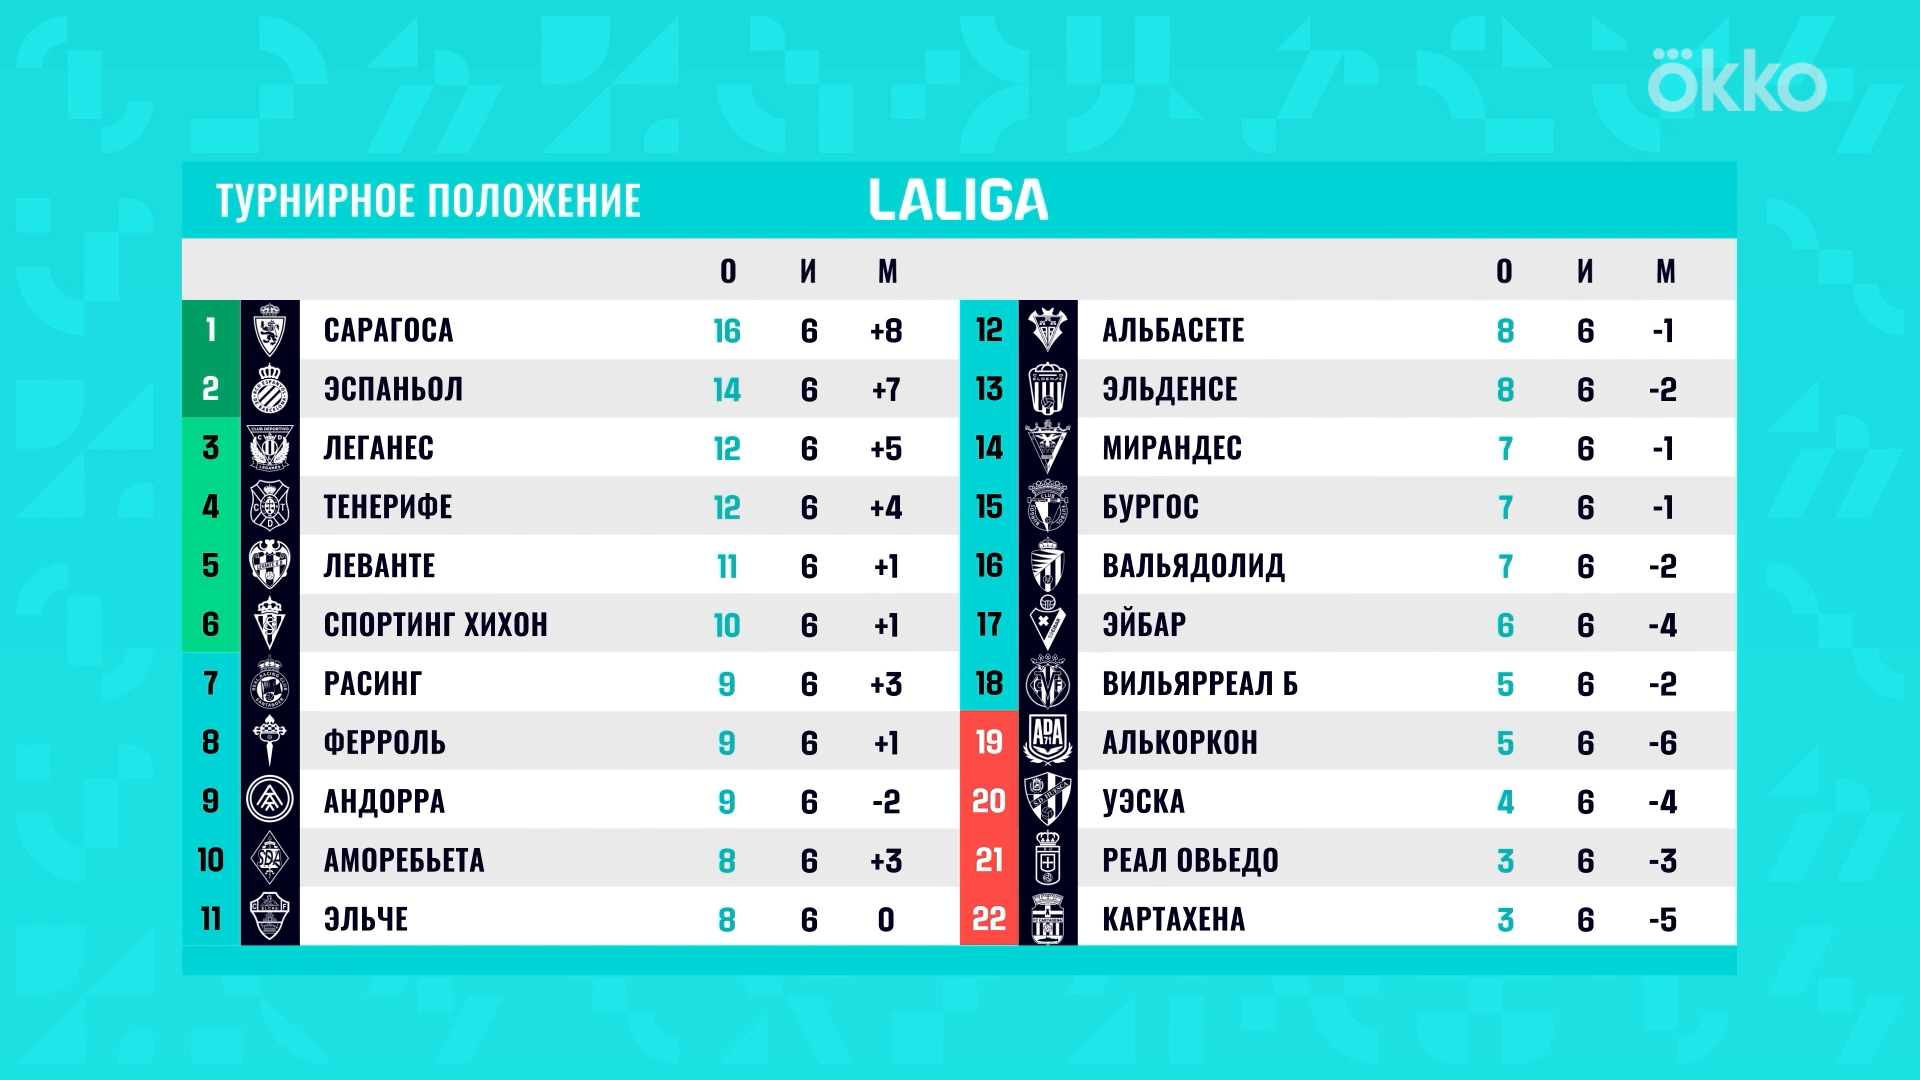 ökko
ТУРНИРНОЕ ПОЛОЖЕНИЕ LALIGA
О И М О И М
1 САРАГОСА 16 6 +8 12 АЛЬБАСЕТЕ 8 6 -1
2 ЭСПАНЬОЛ 14 6 +7 13 ЭЛЬДЕНСЕ 8 6 -2
3 ЛЕГАНЕС 12 6 +5 14 МИРАНДЕС 7 6 -1
4 ТЕНЕРИФЕ 12 6 +4 15 БУРГОС 7 6 -1
5 ЛЕВАНТЕ 11 6 +1 16 ВАЛЬЯДОЛИД 7 6 -2
6 СПОРТИНГ ХИХОН 10 6 +1 17 ЭЙБАР 6 6 -4
7 РАСИНГ 9 6 +3 18 ВИЛЬЯРРЕАЛ Б 5 6 -2
8 ФЕРРОЛЬ 9 6 +1 19 АЛЬКОРКОН 5 6 -6
9 АНДОРРА 9 6 -2 20 УЭСКА 4 6 -4
10 АМОРЕБЬЕТА 8 6 +3 21 РЕАЛ ОВЬЕДО 3 6 -3
11 ЭЛЬЧЕ 8 6 0 22 КАРТАХЕНА 3 6 -5